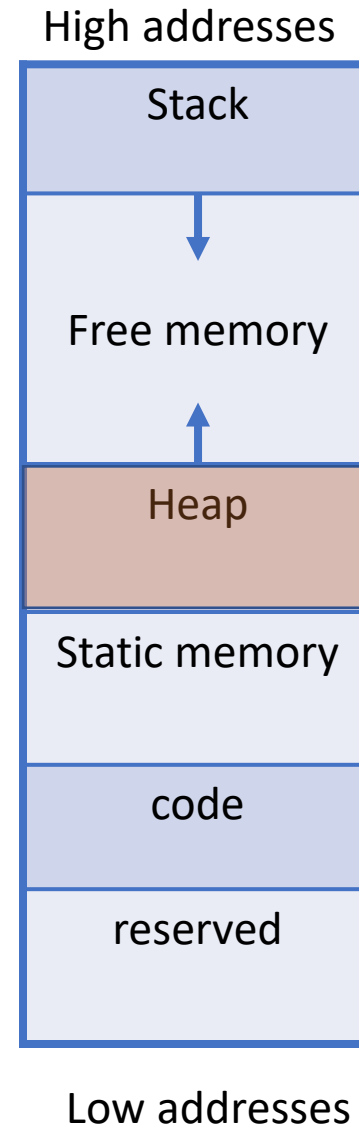 High addresses
Stack
Free memory
Heap
Static memory
code
reserved
Low addresses